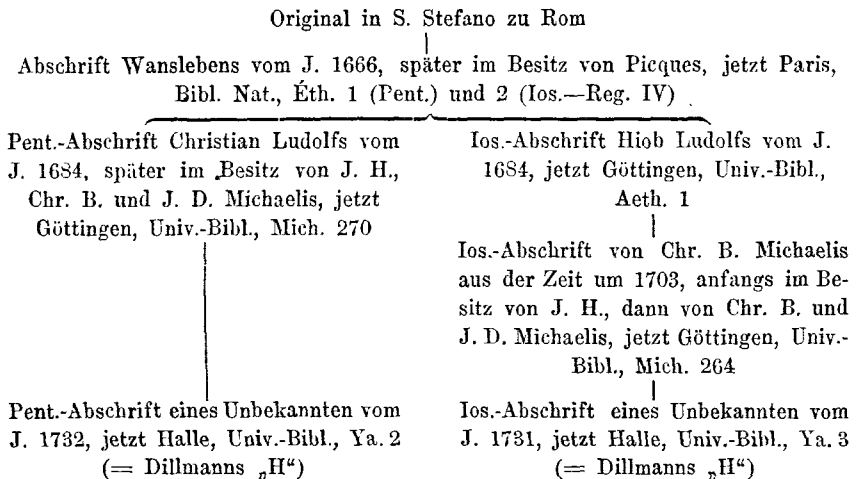 Original in S. Stefano zu Rom
Abschrift Wanslebens vom J. 1666, später im Besitz von Picques, jetzt Paris,
Bibl. Nat., Éth. 1 (Pent.) und 2 (Ios.—Reg. IV)
Pent.-Abschrift Christian Ludolfs vom
J. 1684, später im Besitz von J. H.,
Chr. B. und J. D. Michaelis, jetzt
Göttingen, Univ.-Bibl., Mich. 270
Ios.-Abschrift Hiob Ludolfs vom J.
1684, jetzt Göttingen, Univ.-Bibl.,
Aeth. 1
Ios.-Abschrift von Chr. B. Michaelis
aus der Zeit um 1703, anfangs im Be-
sitz von J. H., dann von Chr. B. und
J. D. Michaelis, jetzt Göttingen, Univ.-
Bibl., Mich. 264
Pent.-Abschrift eines Unbekannten vom
J. 1732, jetzt Halle, Univ.-Bibl., Ya. 2
(= Dillmanns „H“)
Ios.-Abschrift eines Unbekannten vom
J. 1731, jetzt Halle, Univ.-Bibl., Ya. 3
(= Dillmanns „H“)